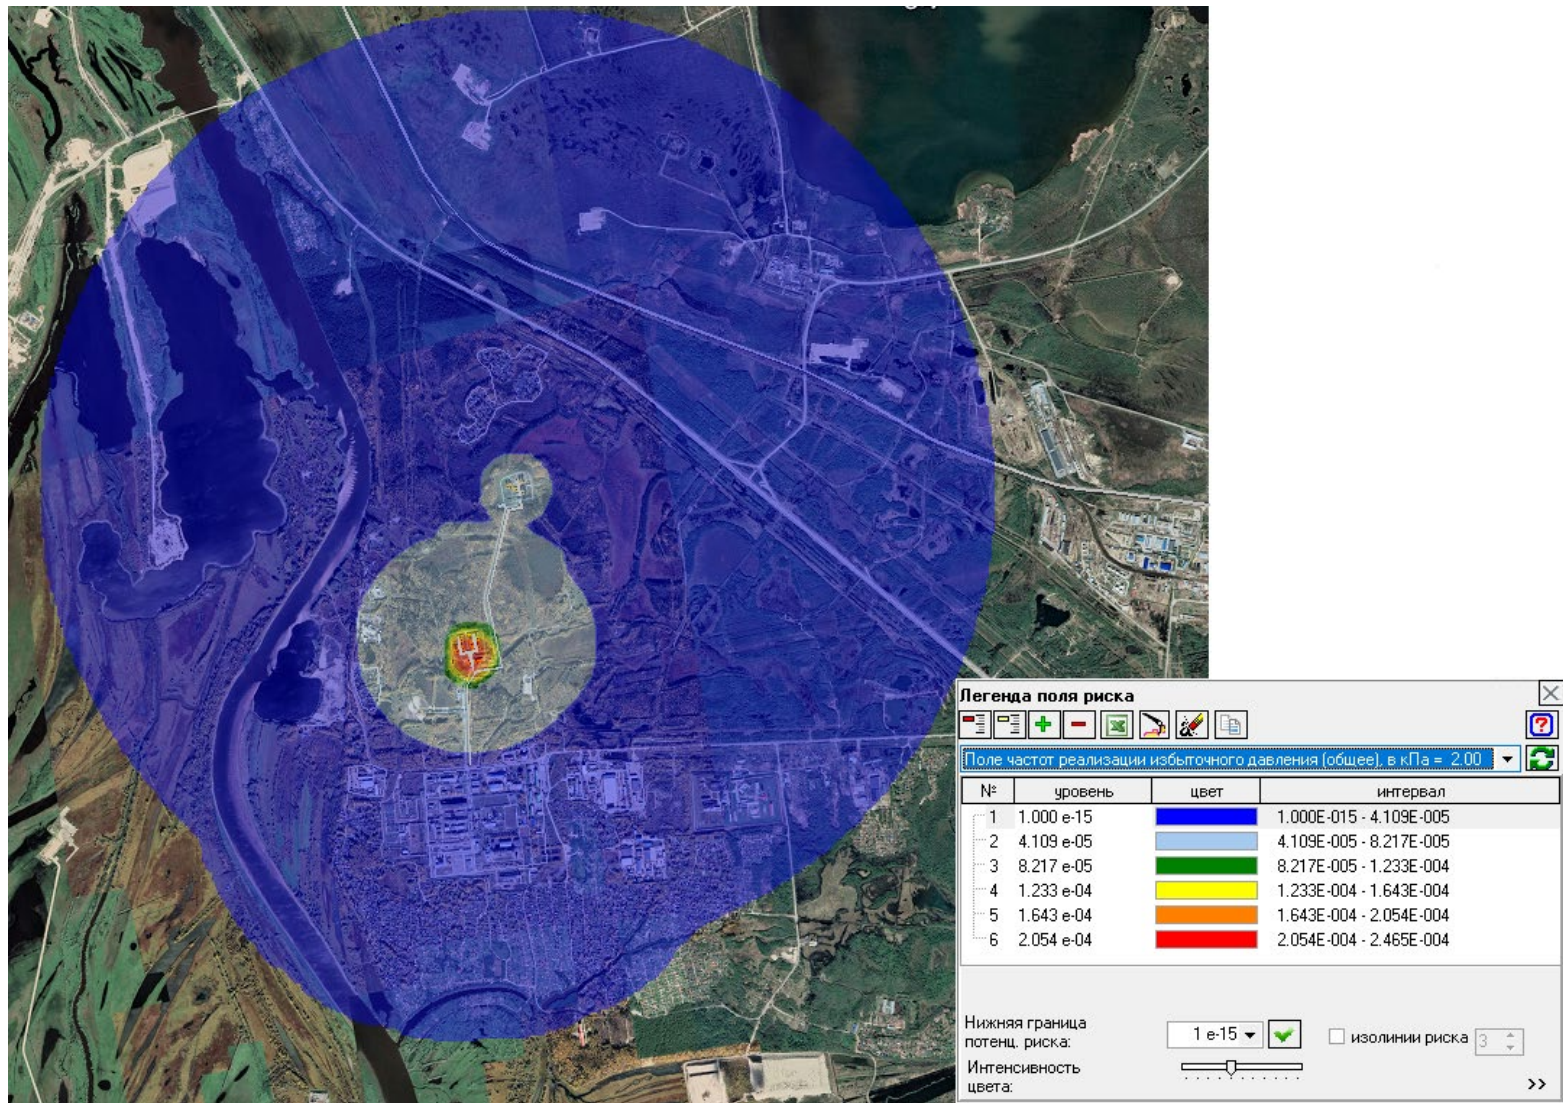 Легенда поля риска
Поле частот реализации избыточного давления (общее), в кПа = 2.00
№ уровень цвет интервал
1 1.000 e-15 1.000E-015 - 4.109E-005
2 4.109 e-05 4.109E-005 - 8.217E-005
3 8.217 e-05 8.217E-005 - 1.233E-004
4 1.233 e-04 1.233E-004 - 1.643E-004
5 1.643 e-04 1.643E-004 - 2.054E-004
6 2.054 e-04 2.054E-004 - 2.465E-004
Нижняя граница
потенц. риска:
1 e-15
изолинии риска 3
Интенсивность
цвета:
>>